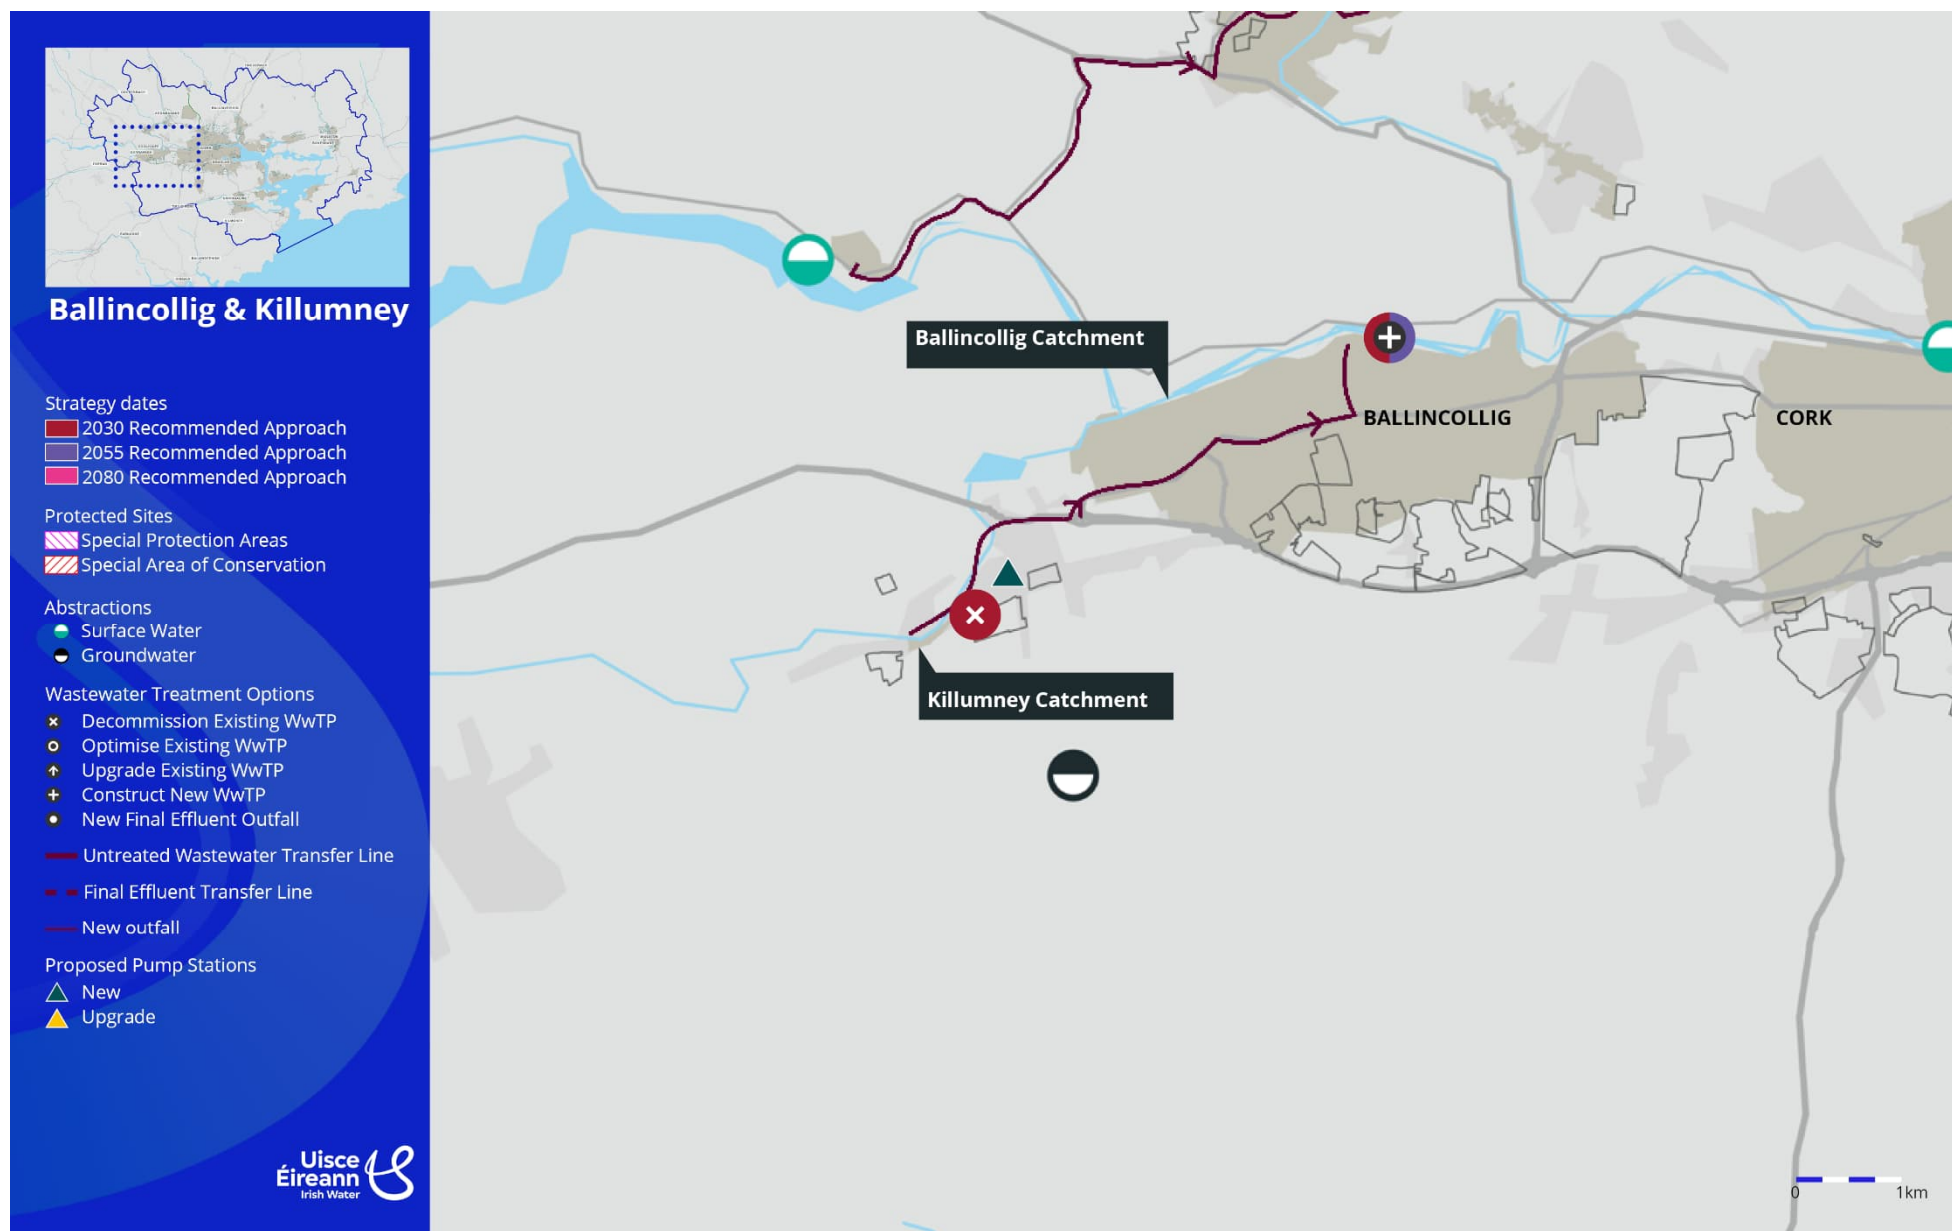 Ballincollig & Killumney
Strategy dates
2030 Recommended Approach
2055 Recommended Approach
2080 Recommended Approach
Protected Sites
Special Protection Areas
Special Area of Conservation
Abstractions
Surface Water
Groundwater
Wastewater Treatment Options
Decommission Existing WwTP
Optimise Existing WwTP
Upgrade Existing WwTP
Construct New WwTP
New Final Effluent Outfall
Untreated Wastewater Transfer Line
Final Effluent Transfer Line
New outfall
Proposed Pump Stations
New
Upgrade
Uisce
Éireann
Irish Water
Ballincollig Catchment
BALLINCOLLIG
CORK
Killumney Catchment
0 1km